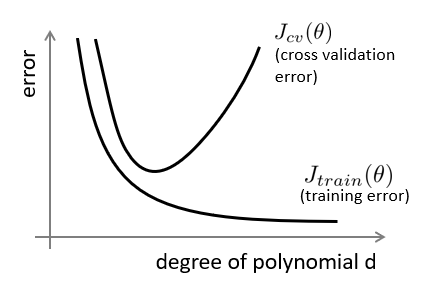 J_cv(θ)
(cross validation
error)
error
J_train(θ)
(training error)
degree of polynomial d